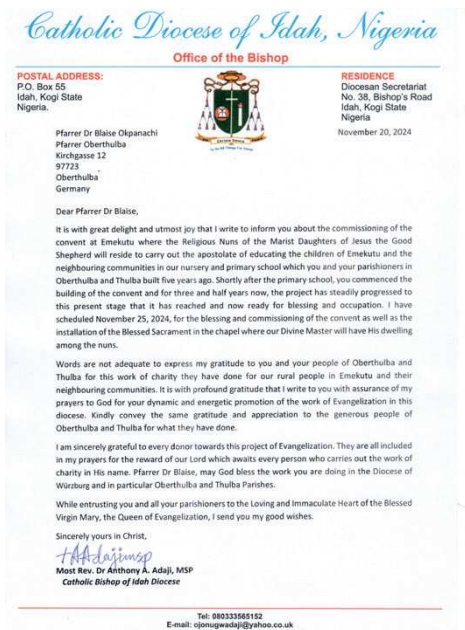 Catholic Diocese of Idah, Nigeria
Office of the Bishop
POSTAL ADDRESS:
P.O. Box 55
Idah, Kogi State
Nigeria.
RESIDENCE
Diocesan Secretariat
No. 38, Bishop's Road
Idah, Kogi State
Nigeria
November 20, 2024
Pfarrer Dr Blaise Okpanachi
Pfarrer Oberthulba
Kirchgasse 12
97723
Oberthulba
Germany
Dear Pfarrer Dr Blaise,
It is with great delight and utmost joy that I write to inform you about the commissioning of the
convent at Emekutu where the Religious Nuns of the Marist Daughters of Jesus the Good
Shepherd will reside to carry out the apostolate of educating the children of Emekutu and the
neighbouring communities in our nursery and primary school which you and your parishioners in
Oberthulba and Thulba built five years ago. Shortly after the primary school, you commenced the
building of the convent and for three and half years now, the project has steadily progressed to
this present stage that it has reached and now ready for blessing and occupation. I have
scheduled November 25, 2024, for the blessing and commissioning of the convent as well as the
installation of the Blessed Sacrament in the chapel where our Divine Master will have His dwelling
among the nuns.
Words are not adequate to express my gratitude to you and your people of Oberthulba and
Thulba for this work of charity they have done for our rural people in Emekutu and their
neighbouring communities. It is with profound gratitude that I write to you with assurance of my
prayers to God for your dynamic and energetic promotion of the work of Evangelization in this
diocese. Kindly convey the same gratitude and appreciation to the generous people of
Oberthulba and Thulba for what they have done.
I am sincerely grateful to every donor towards this project of Evangelization. They are all included
in my prayers for the reward of our Lord which awaits every person who carries out the work of
charity in His name. Pfarrer Dr Blaise, may God bless the work you are doing in the Diocese of
Würzburg and in particular Oberthulba and Thulba Parishes.
While entrusting you and all your parishioners to the Loving and Immaculate Heart of the Blessed
Virgin Mary, the Queen of Evangelization, I send you my good wishes.
Sincerely yours in Christ,
+AAdajimsp
Most Rev. Dr Anthony A. Adaji, MSP
Catholic Bishop of Idah Diocese
Tel: 080333565152
E-mail: ojonugwadaji@yahoo.co.uk